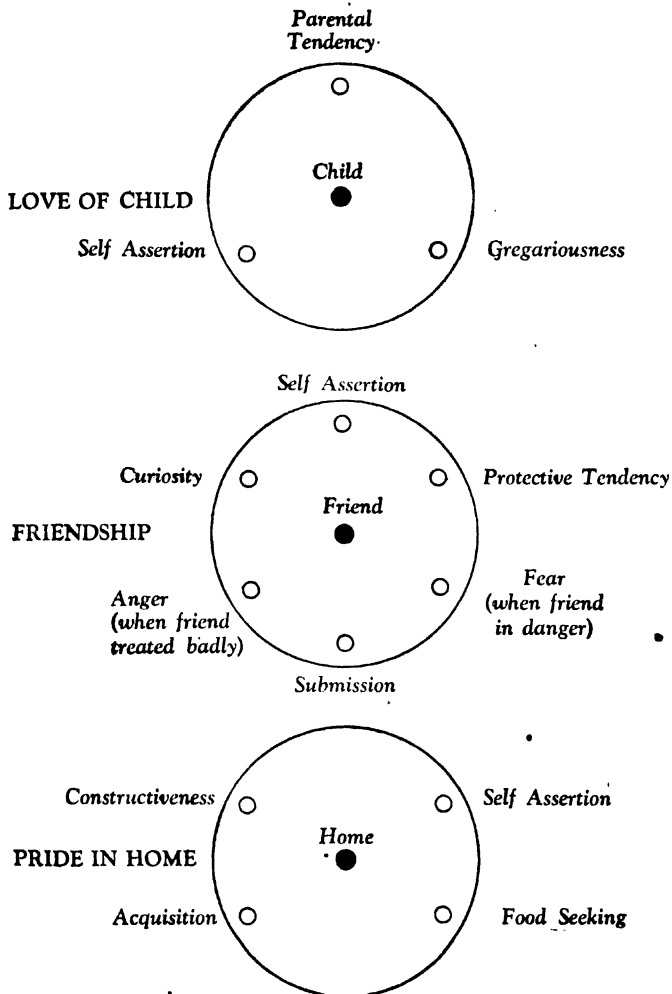 Parental
Tendency
Child
LOVE OF CHILD
Self Assertion
Gregariousness
Self Assertion
Curiosity
Protective Tendency
Friend
FRIENDSHIP
Anger
(when friend
treated badly)
Fear
(when friend
in danger)
Submission
Constructiveness
Self Assertion
Home
PRIDE IN HOME
Acquisition
Food Seeking